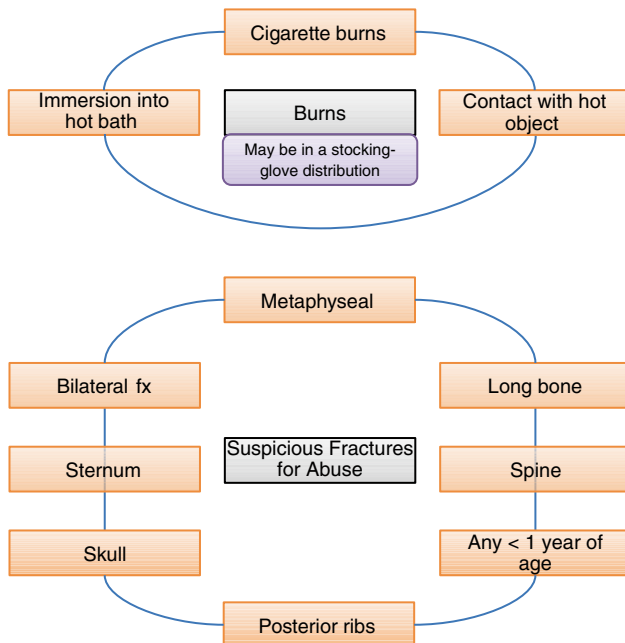 Cigarette burns
Immersion into
hot bath
Burns
Contact with hot
object
May be in a stocking-
glove distribution
Metaphyseal
Bilateral fx
Long bone
Sternum
Suspicious Fractures
for Abuse
Spine
Skull
Any < 1 year of
age
Posterior ribs